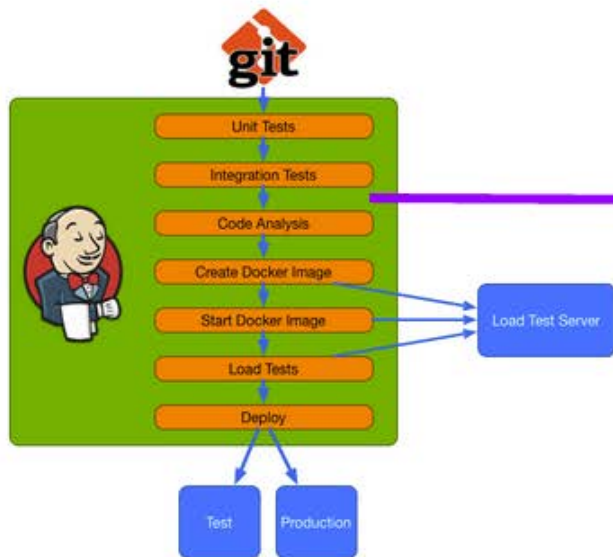 git
Unit Tests
Integration Tests
Code Analysis
Create Docker Image
Start Docker Image
Load Test Server
Load Tests
Deploy
Test
Production